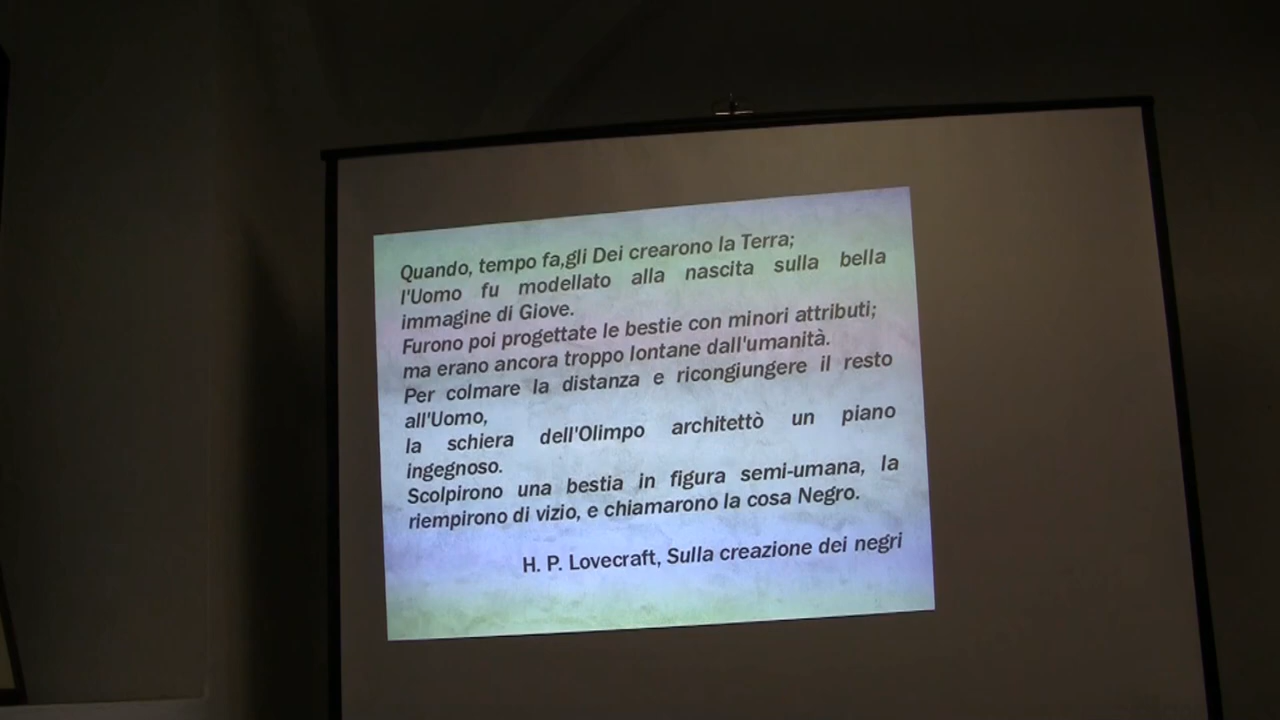 Quando, tempo fa,gli Dei crearono la Terra;
l'Uomo fu modellato alla nascita sulla bella
immagine di Giove.
Furono poi progettate le bestie con minori attributi;
ma erano ancora troppo lontane dall'umanità.
Per colmare la distanza e ricongiungere il resto
all'Uomo,
la schiera dell'Olimpo architettò un piano
ingegnoso.
Scolpirono una bestia in figura semi-umana, la
riempirono di vizio, e chiamarono la cosa Negro.
H. P. Lovecraft, Sulla creazione dei negri